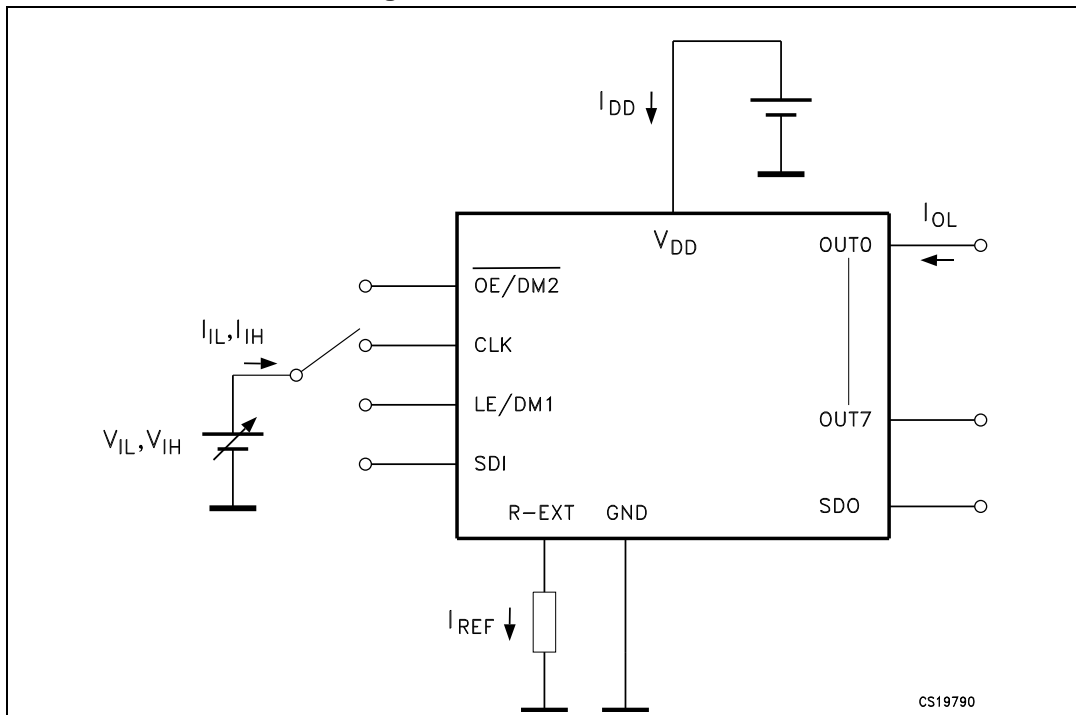 I_DD
V_DD
OUT0
I_OL
OE/DM2
I_IL,I_IH
CLK
LE/DM1
OUT7
V_IL,V_IH
SDI
SDO
R-EXT GND
I_REF
CS19790